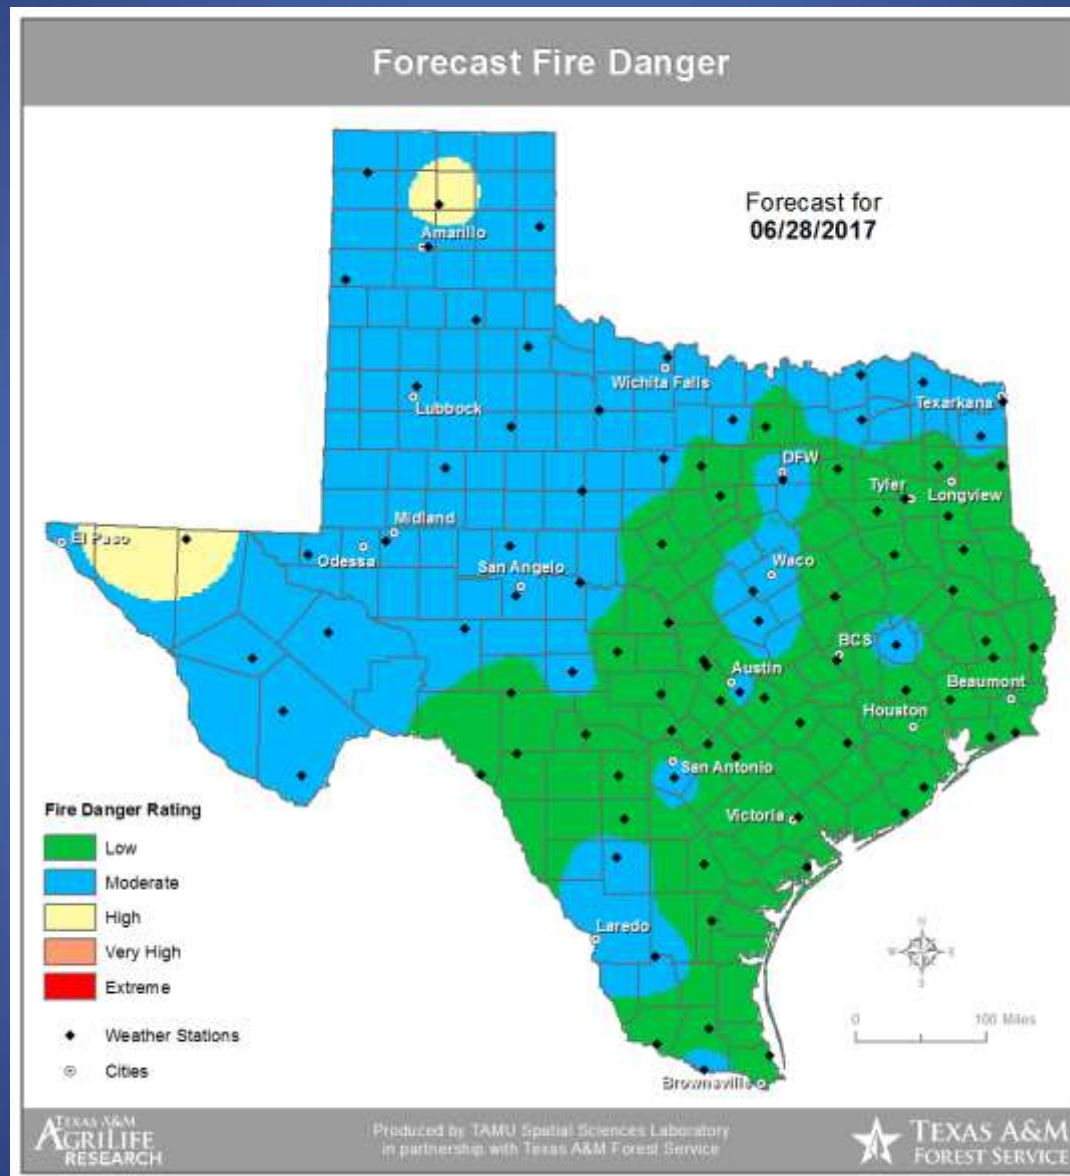 Forecast Fire Danger
Forecast for
06/28/2017
Amarillo
Wichita Falls
Lubbock
Texarkana
DFW
Tyler
Longview
El Paso
Midland
Odessa
San Angelo
Waco
BCS
Austin
Beaumont
Houston
San Antonio
Victoria
Laredo
Brownsville
Fire Danger Rating
Low
Moderate
High
Very High
Extreme
Weather Stations
Cities
N
W E
S
0 100 Miles
TEXAS A&M
AGRILIFE
RESEARCH
Produced by TAMU Spatial Sciences Laboratory
in partnership with Texas A&M Forest Service
TEXAS A&M
FOREST SERVICE